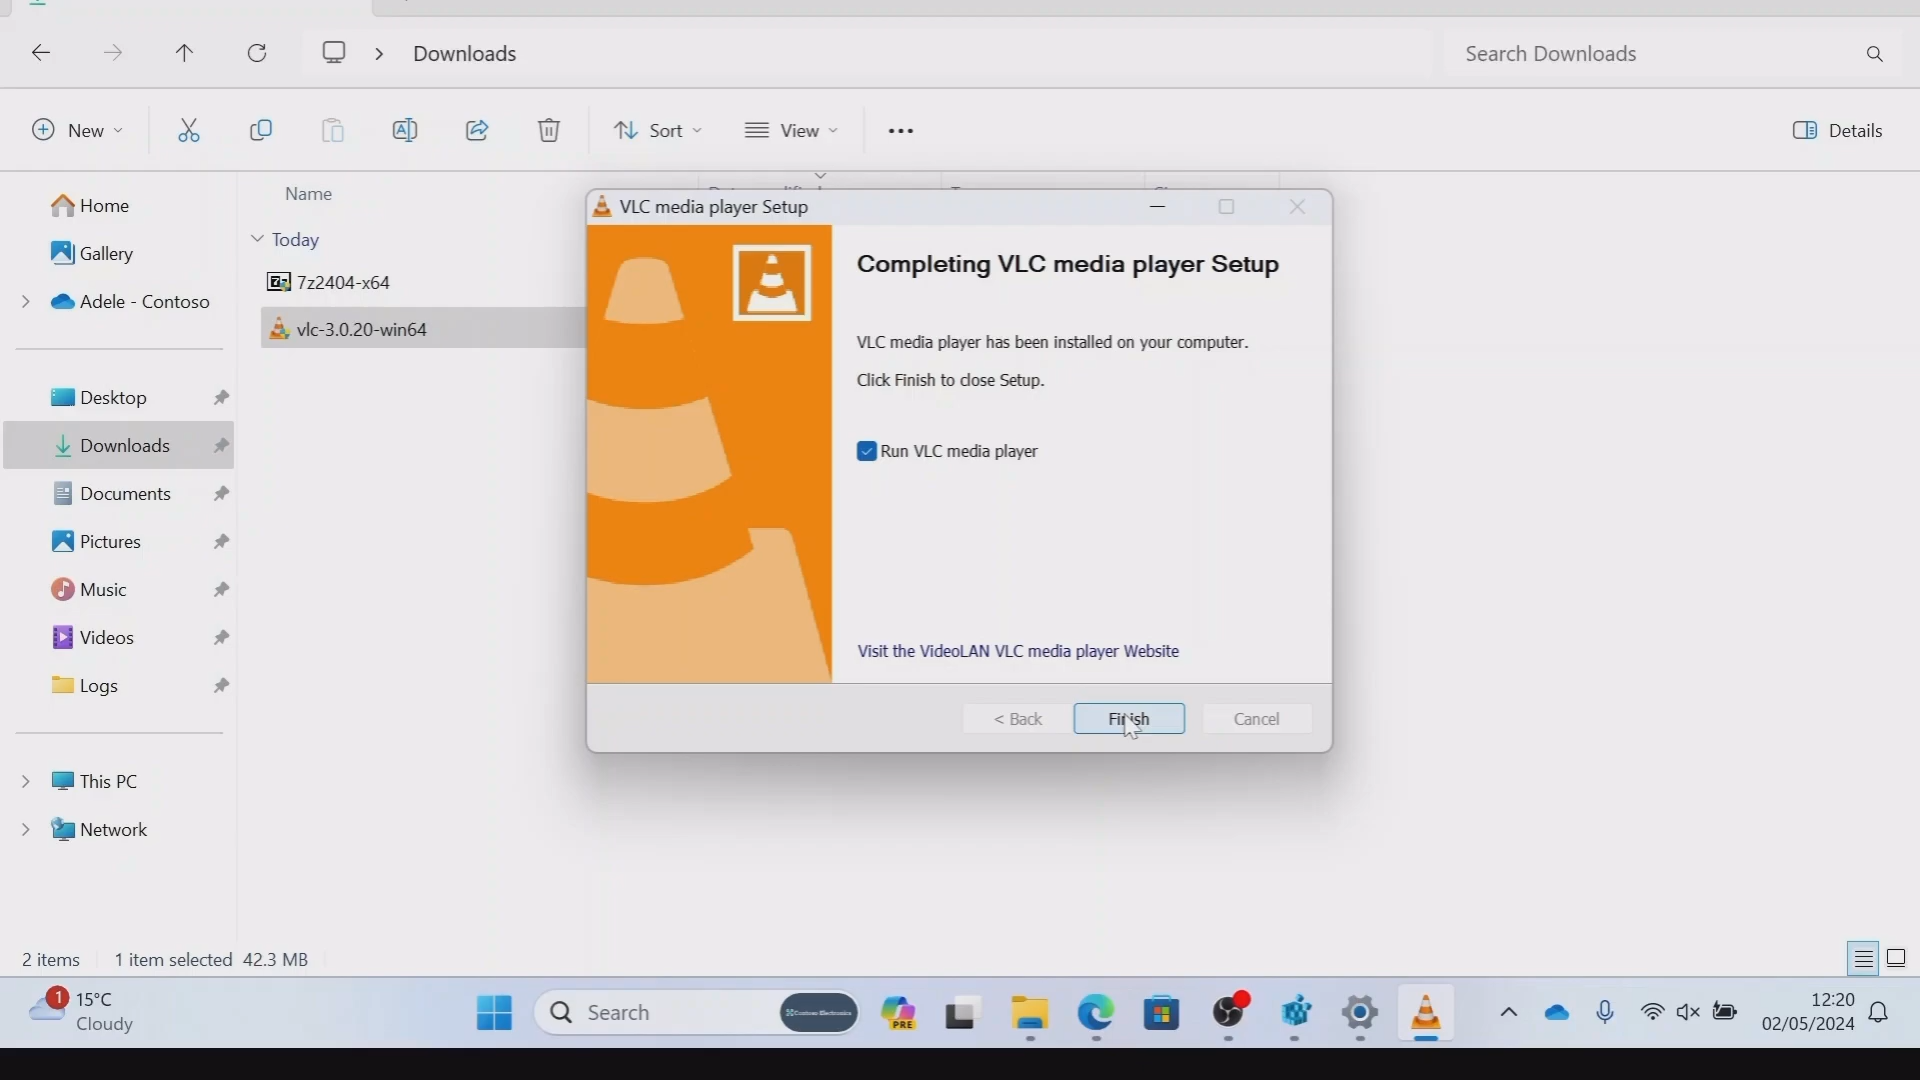 Downloads
Search Downloads
New
Sort
View
Details
Home
Gallery
Adele - Contoso
Desktop
Downloads
Documents
Pictures
Music
Videos
Logs
This PC
Network
Name
Today
7z2404-x64
vlc-3.0.20-win64
VLC media player Setup
Completing VLC media player Setup
VLC media player has been installed on your computer.
Click Finish to close Setup.
Run VLC media player
Visit the VideoLAN VLC media player Website
< Back
Finish
Cancel
2 items
1 item selected 42.3 MB
1
15°C
Cloudy
Search
Contoso Electronics
PRE
12:20
02/05/2024